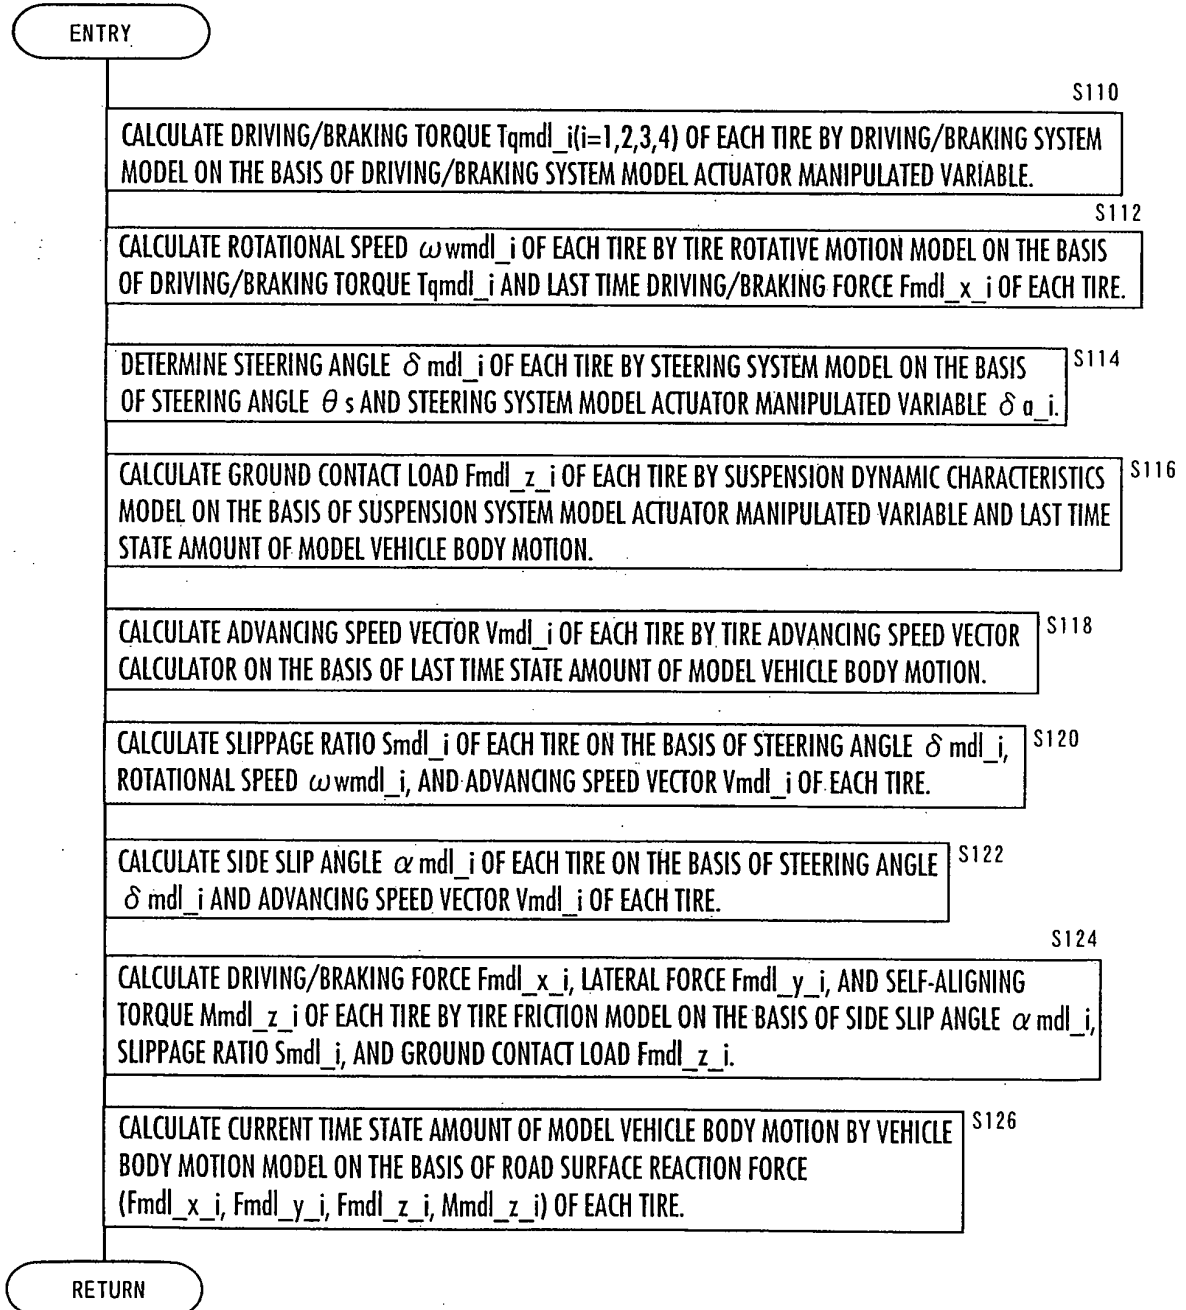 ENTRY
S110
CALCULATE DRIVING/BRAKING TORQUE Tqmdl_i(i=1,2,3,4) OF EACH TIRE BY DRIVING/BRAKING SYSTEM
MODEL ON THE BASIS OF DRIVING/BRAKING SYSTEM MODEL ACTUATOR MANIPULATED VARIABLE.
S112
CALCULATE ROTATIONAL SPEED ωwmdl_i OF EACH TIRE BY TIRE ROTATIVE MOTION MODEL ON THE BASIS
OF DRIVING/BRAKING TORQUE Tqmdl_i AND LAST TIME DRIVING/BRAKING FORCE Fmdl_x_i OF EACH TIRE.
S114
DETERMINE STEERING ANGLE δ mdl_i OF EACH TIRE BY STEERING SYSTEM MODEL ON THE BASIS
OF STEERING ANGLE θ s AND STEERING SYSTEM MODEL ACTUATOR MANIPULATED VARIABLE δ a_i.
S116
CALCULATE GROUND CONTACT LOAD Fmdl_z_i OF EACH TIRE BY SUSPENSION DYNAMIC CHARACTERISTICS
MODEL ON THE BASIS OF SUSPENSION SYSTEM MODEL ACTUATOR MANIPULATED VARIABLE AND LAST TIME
STATE AMOUNT OF MODEL VEHICLE BODY MOTION.
S118
CALCULATE ADVANCING SPEED VECTOR Vmdl_i OF EACH TIRE BY TIRE ADVANCING SPEED VECTOR
CALCULATOR ON THE BASIS OF LAST TIME STATE AMOUNT OF MODEL VEHICLE BODY MOTION.
S120
CALCULATE SLIPPAGE RATIO Smdl_i OF EACH TIRE ON THE BASIS OF STEERING ANGLE δ mdl_i,
ROTATIONAL SPEED ωwmdl_i, AND ADVANCING SPEED VECTOR Vmdl_i OF EACH TIRE.
S122
CALCULATE SIDE SLIP ANGLE α mdl_i OF EACH TIRE ON THE BASIS OF STEERING ANGLE
δ mdl_i AND ADVANCING SPEED VECTOR Vmdl_i OF EACH TIRE.
S124
CALCULATE DRIVING/BRAKING FORCE Fmdl_x_i, LATERAL FORCE Fmdl_y_i, AND SELF-ALIGNING
TORQUE Mmdl_z_i OF EACH TIRE BY TIRE FRICTION MODEL ON THE BASIS OF SIDE SLIP ANGLE α mdl_i,
SLIPPAGE RATIO Smdl_i, AND GROUND CONTACT LOAD Fmdl_z_i.
S126
CALCULATE CURRENT TIME STATE AMOUNT OF MODEL VEHICLE BODY MOTION BY VEHICLE
BODY MOTION MODEL ON THE BASIS OF ROAD SURFACE REACTION FORCE
(Fmdl_x_i, Fmdl_y_i, Fmdl_z_i, Mmdl_z_i) OF EACH TIRE.
RETURN